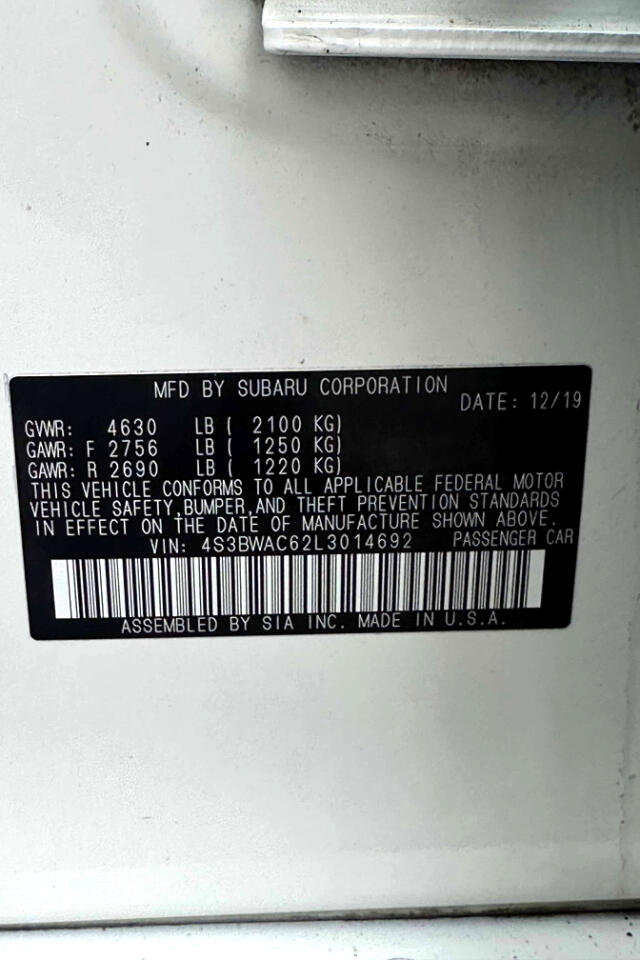 MFD BY SUBARU CORPORATION
DATE: 12/19
GVWR: 4630 LB ( 2100 KG)
GAWR: F 2756 LB ( 1250 KG)
GAWR: R 2690 LB ( 1220 KG)
THIS VEHICLE CONFORMS TO ALL APPLICABLE FEDERAL MOTOR
VEHICLE SAFETY,BUMPER,AND THEFT PREVENTION STANDARDS
IN EFFECT ON THE DATE OF MANUFACTURE SHOWN ABOVE.
VIN: 4S3BWAC62L3014692 PASSENGER CAR
ASSEMBLED BY SIA INC. MADE IN U.S.A.